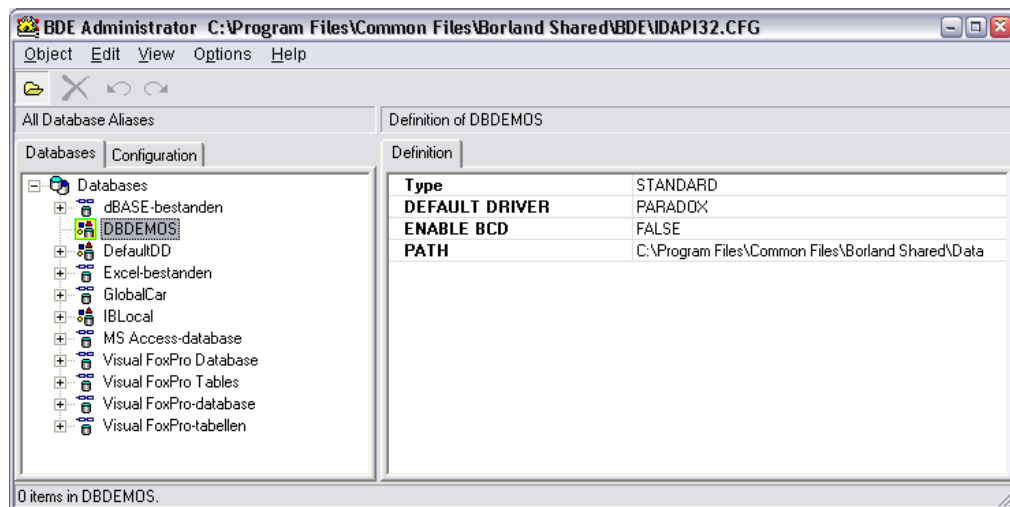 BDE Administrator C:\Program Files\Common Files\Borland Shared\BDE\IDAPI32.CFG
Object Edit View Options Help
All Database Aliases
Definition of DBDEMOS
Databases Configuration
Definition
Databases
dBASE-bestanden
DBDEMOS
DefaultDD
Excel-bestanden
GlobalCar
IBLocal
MS Access-database
Visual FoxPro Database
Visual FoxPro Tables
Visual FoxPro-database
Visual FoxPro-tabellen
Type STANDARD
DEFAULT DRIVER PARADOX
ENABLE BCD FALSE
PATH C:\Program Files\Common Files\Borland Shared\Data
0 items in DBDEMOS.